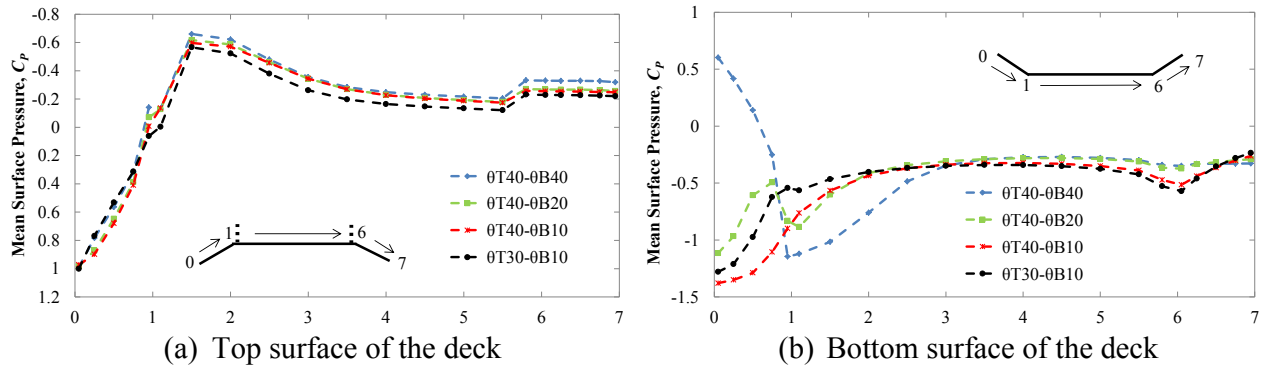 Mean Surface Pressure, CP
-0.8
-0.6
-0.4
-0.2
0
0.2
0.4
0.6
0.8
1
1.2
0 1 2 3 4 5 6 7
θT40-θB40
θT40-θB20
θT40-θB10
θT30-θB10
0 1 6 7
(a) Top surface of the deck
Mean Surface Pressure, CP
1
0.5
0
-0.5
-1
-1.5
0 1 2 3 4 5 6 7
0 1 6 7
θT40-θB40
θT40-θB20
θT40-θB10
θT30-θB10
(b) Bottom surface of the deck